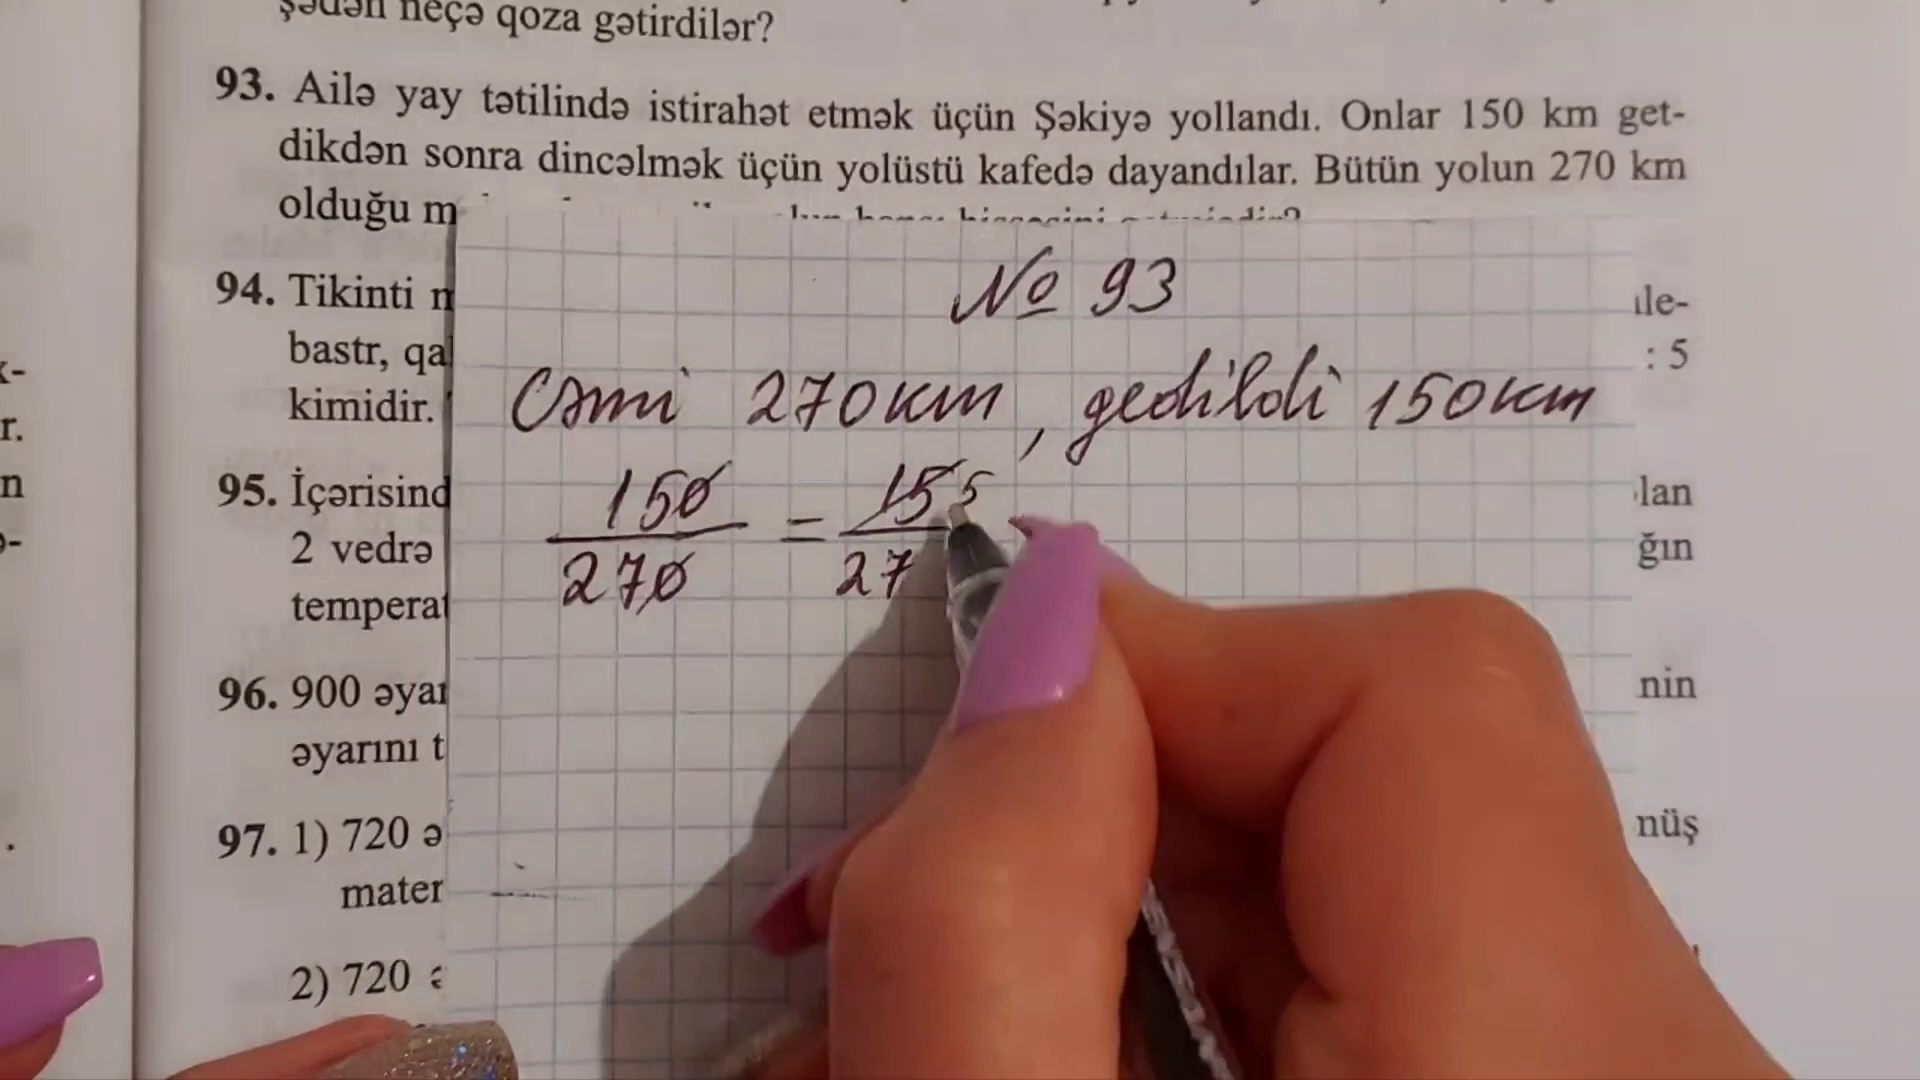 neçə qoza gətirdilər?
93. Ailə yay tətilində istirahət etmək üçün Şəkiyə yollandı. Onlar 150 km get-
dikdən sonra dincəlmək üçün yolüstü kafedə dayandılar. Bütün yolun 270 km
olduğu m
№ 93
94. Tikinti
bastr, qa
: 5
kimidir.
Cəmi 270 km, gedildi 150 km
150/270 = 15 5/27
95. İçərisind
lan
2 vedrə
ğın
tempera
96. 900 əyar
nin
əyarını t
97. 1) 720 ə
nüş
mater
2) 720 ə